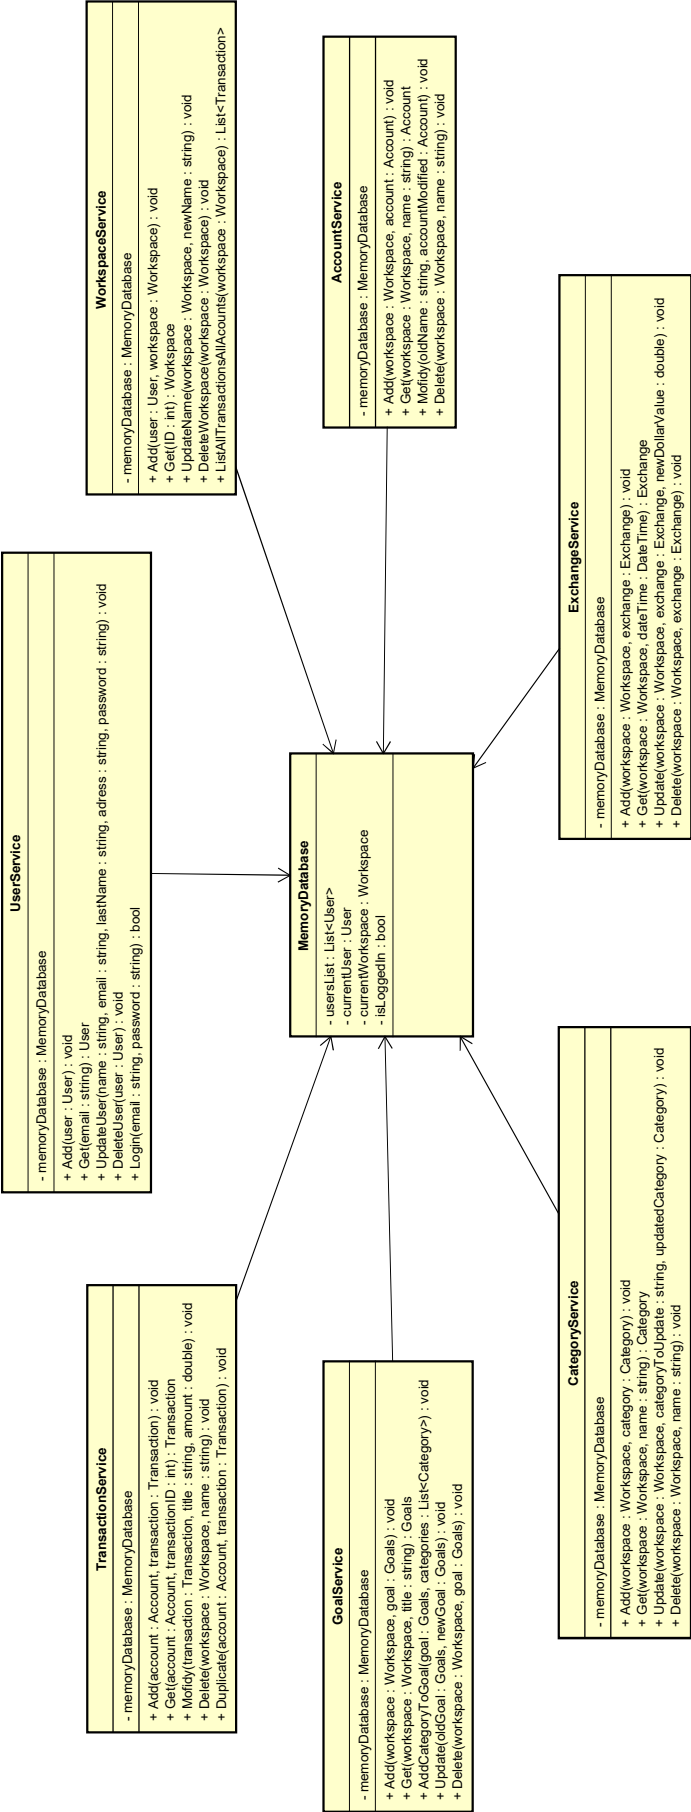 TransactionService
- memoryDatabase : MemoryDatabase
+ Add(account : Account, transaction : Transaction) : void
+ Get(account : Account, transactionID : int) : Transaction
+ Mofidy(transaction : Transaction, title : string, amount : double) : void
+ Delete(workspace : Workspace, name : string) : void
+ Duplicate(account : Account, transaction : Transaction) : void
UserService
- memoryDatabase : MemoryDatabase
+ Add(user : User) : void
+ Get(email : string) : User
+ UpdateUser(name : string, email : string, lastName : string, adress : string, password : string) : void
+ DeleteUser(user : User) : void
+ Login(email : string, password : string) : bool
WorkspaceService
- memoryDatabase : MemoryDatabase
+ Add(user : User, workspace : Workspace) : void
+ Get(ID : int) : Workspace
+ UpdateName(workspace : Workspace, newName : string) : void
+ DeleteWorkspace(workspace : Workspace) : void
+ ListAllTransactionsAllAcounts(workspace : Workspace) : List<Transaction>
GoalService
- memoryDatabase : MemoryDatabase
+ Add(workspace : Workspace, goal : Goals) : void
+ Get(workspace : Workspace, title : string) : Goals
+ AddCategoryToGoal(goal : Goals, categories : List<Category>) : void
+ Update(oldGoal : Goals, newGoal : Goals) : void
+ Delete(workspace : Workspace, goal : Goals) : void
MemoryDatabase
- usersList : List<User>
- currentUser : User
- currentWorkspace : Workspace
- isLoggedIn : bool
AccountService
- memoryDatabase : MemoryDatabase
+ Add(workspace : Workspace, account : Account) : void
+ Get(workspace : Workspace, name : string) : Account
+ Mofidy(oldName : string, accountModified : Account) : void
+ Delete(workspace : Workspace, name : string) : void
CategoryService
- memoryDatabase : MemoryDatabase
+ Add(workspace : Workspace, category : Category) : void
+ Get(workspace : Workspace, name : string) : Category
+ Update(workspace : Workspace, categoryToUpdate : string, updatedCategory : Category) : void
+ Delete(workspace : Workspace, name : string) : void
ExchangeService
- memoryDatabase : MemoryDatabase
+ Add(workspace : Workspace, exchange : Exchange) : void
+ Get(workspace : Workspace, dateTime : DateTime) : Exchange
+ Update(workspace : Workspace, exchange : Exchange, newDollarValue : double) : void
+ Delete(workspace : Workspace, exchange : Exchange) : void